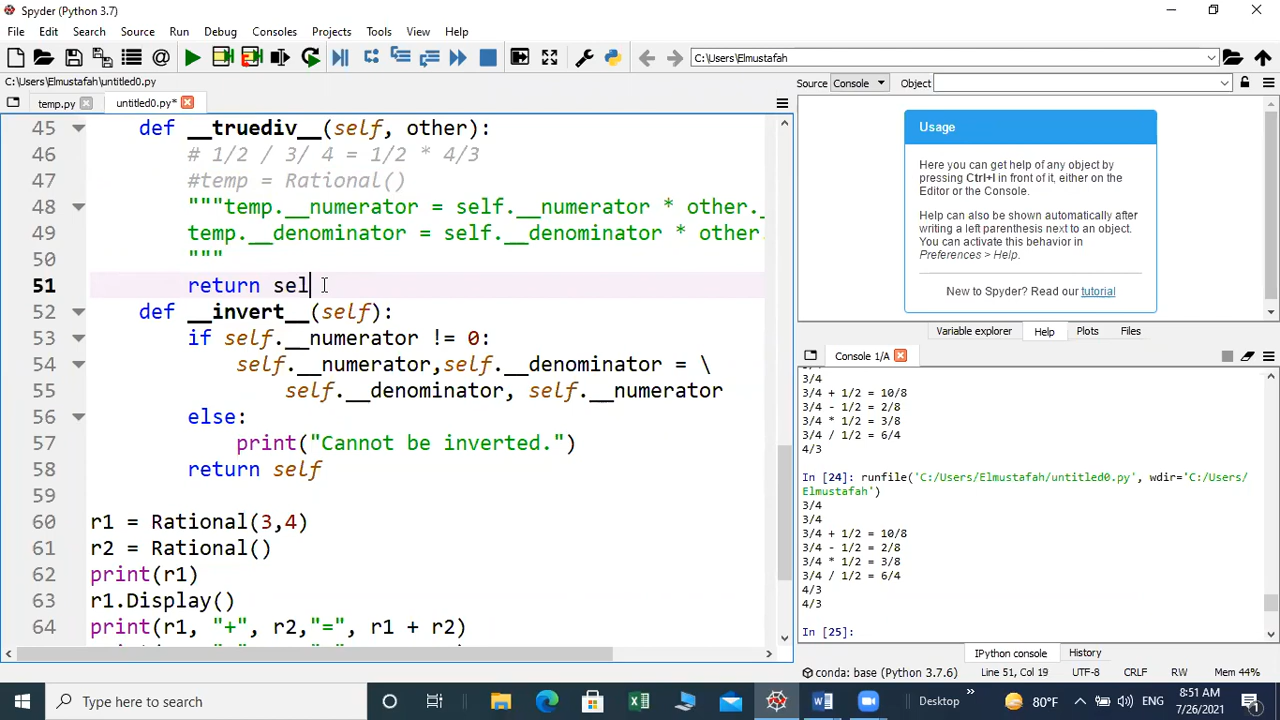 Spyder (Python 3.7)
File Edit Search Source Run Debug Consoles Projects Tools View Help
C:\Users\Elmustafah
C:\Users\Elmustafah\untitled0.py
temp.py untitled0.py*
45 def __truediv__(self, other):
46 # 1/2 / 3/ 4 = 1/2 * 4/3
47 #temp = Rational()
48 """temp.__numerator = self.__numerator * other._
49 temp.__denominator = self.__denominator * other.
50 """
51 return sel
52 def __invert__(self):
53 if self.__numerator != 0:
54 self.__numerator,self.__denominator = \
55 self.__denominator, self.__numerator
56 else:
57 print("Cannot be inverted.")
58 return self
59
60 r1 = Rational(3,4)
61 r2 = Rational()
62 print(r1)
63 r1.Display()
64 print(r1, "+", r2,"=", r1 + r2)
Source Console Object
Usage
Here you can get help of any object by
pressing Ctrl+I in front of it, either on the
Editor or the Console.
Help can also be shown automatically after
writing a left parenthesis next to an object.
You can activate this behavior in
Preferences > Help.
New to Spyder? Read our tutorial
Variable explorer Help Plots Files
Console 1/A
3/4
3/4 + 1/2 = 10/8
3/4 - 1/2 = 2/8
3/4 * 1/2 = 3/8
3/4 / 1/2 = 6/4
4/3
In [24]: runfile('C:/Users/Elmustafah/untitled0.py', wdir='C:/Users/
Elmustafah')
3/4
3/4
3/4 + 1/2 = 10/8
3/4 - 1/2 = 2/8
3/4 * 1/2 = 3/8
3/4 / 1/2 = 6/4
4/3
4/3
In [25]:
IPython console History
conda: base (Python 3.7.6) Line 51, Col 19 UTF-8 CRLF RW Mem 44%
Type here to search
Desktop » 80°F ENG 8:51 AM
7/26/2021 1